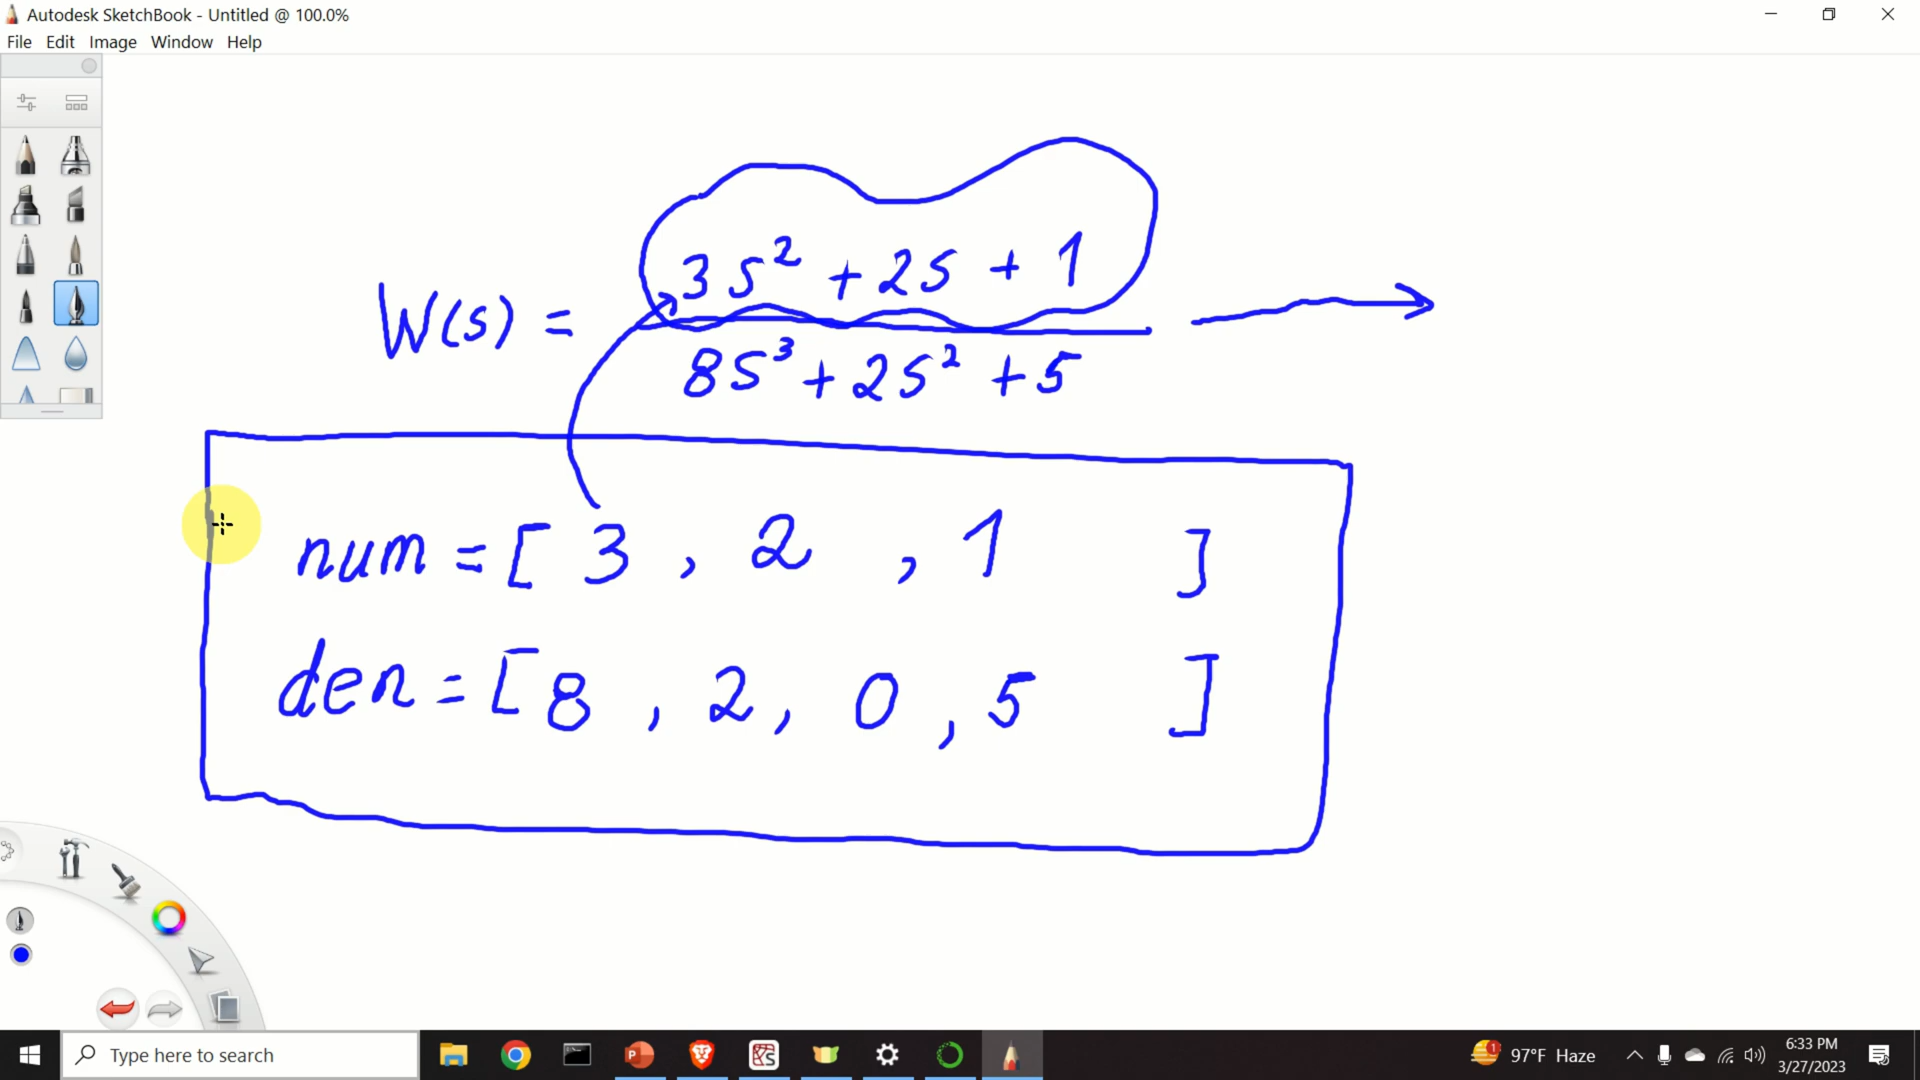 Autodesk SketchBook - Untitled @ 100.0%
File Edit Image Window Help
3s² + 2s + 1
W(s) =
8s³ + 2s² + 5
num = [ 3 , 2 , 1 ]
den = [ 8 , 2 , 0 , 5 ]
Type here to search
97°F Haze
6:33 PM
3/27/2023